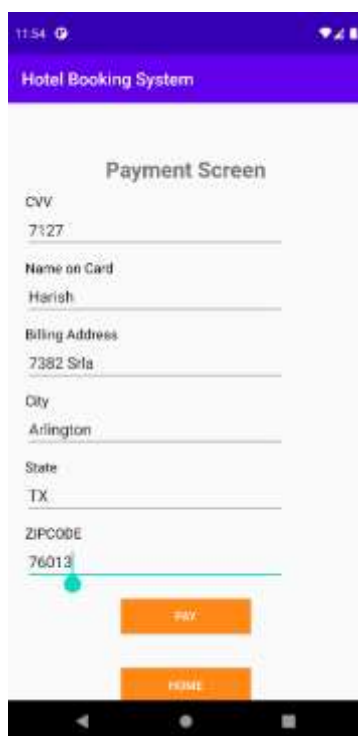 11:54
Hotel Booking System
Payment Screen
CVV
7127
Name on Card
Harish
Billing Address
7382 Srla
City
Arlington
State
TX
ZIPCODE
76013
PAY
HOME